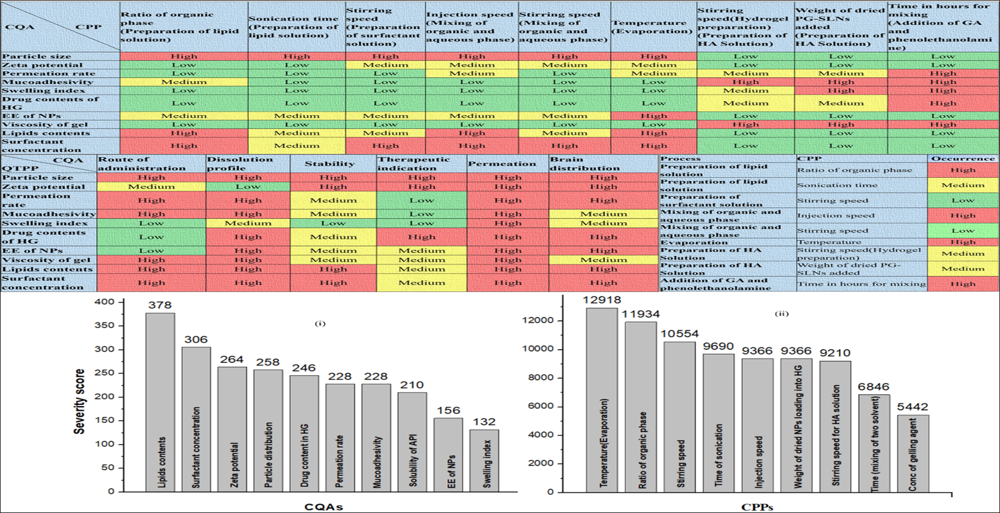 CQA CPP
Ratio of organic
phase
(Preparation of lipid
solution)
Sonication time
(Preparation of
lipid solution)
Stirring
speed
(Preparation
of surfactant
solution)
Injection speed
(Mixing of
organic and
aqueous phase)
Stirring speed
(Mixing of
organic and
aqueous phase)
Temperature
(Evaporation)
Stirring
speed(Hydrogel
preparation)
(Preparation of
HA Solution)
Weight of dried
PG-SLNs
added
(Preparation of
HA Solution)
Time in hours for
mixing
(Addition of GA
and
phenolethanolami
ne)
Particle size High High High High High High Low Low Low
Zeta potential Low Low Medium Medium Medium Medium Low Low Low
Permeation rate Low Low Low Medium Low Medium Medium Medium High
Mucoadhesivity Medium Low Low Low Low Low High High High
Swelling index Low Low Low Low Low Low Medium High High
Drug contents of
HG Low Low Low Low Low Low Medium Medium High
EE of NPs Medium Medium Medium Medium Medium High Low Low Low
Viscosity of gel Low Low Low Low Low Low High High High
Lipids contents High Medium Medium High Medium High Low Low Low
Surfactant
concentration High Medium High High High High Low Low Low
CQA
QTPP
Route of
administration
Dissolution
profile
Stability
Therapeutic
indication
Permeation
Brain
distribution
Particle size High High High High High High
Zeta potential Medium Low High High High High
Permeation
rate High High Medium Low High High
Mucoadhesivity High High Medium Low High Medium
Swelling index Low Medium Low Low High Medium
Drug contents
of HG Low High Medium High High High
EE of NPs Low High Medium Medium High High
Viscosity of gel High High Medium Medium High Medium
Lipids contents High High High Medium High High
Surfactant
concentration High High High Medium High High
Process CPP Occurrence
Preparation of lipid
solution
Ratio of organic phase High
Preparation of lipid
solution
Sonication time Medium
Preparation of
surfactant solution
Stirring speed Low
Mixing of organic and
aqueous phase
Injection speed High
Mixing of organic and
aqueous phase
Stirring speed Low
Evaporation Temperature High
Preparation of HA
Solution
Stirring speed(Hydrogel
preparation)
Medium
Preparation of HA
Solution
Weight of dried PG-
SLNs added
Medium
Addition of GA and
phenolethanolamine
Time in hours for mixing High
(i)
Severity score
400
350
300
250
200
150
100
50
0
378
306
264
258
246
228
228
210
156
132
Lipids contents
Surfactant concentration
Zeta potential
Particle distribution
Drug content in HG
Permeation rate
Mucoadhesivity
Solubility of API
EE of NPs
Swelling index
CQAs
(ii)
12000
10000
8000
6000
4000
2000
0
12918
11934
10554
9690
9366
9366
9210
6846
5442
Temperature(Evaporation)
Ratio of organic phase
Stirring speed
Time of sonication
Injection speed
Weight of dried NPs loading into HG
Stirring speed for HA solution
Time (mixing of two solvent)
Conc of gelling agent
CPPs